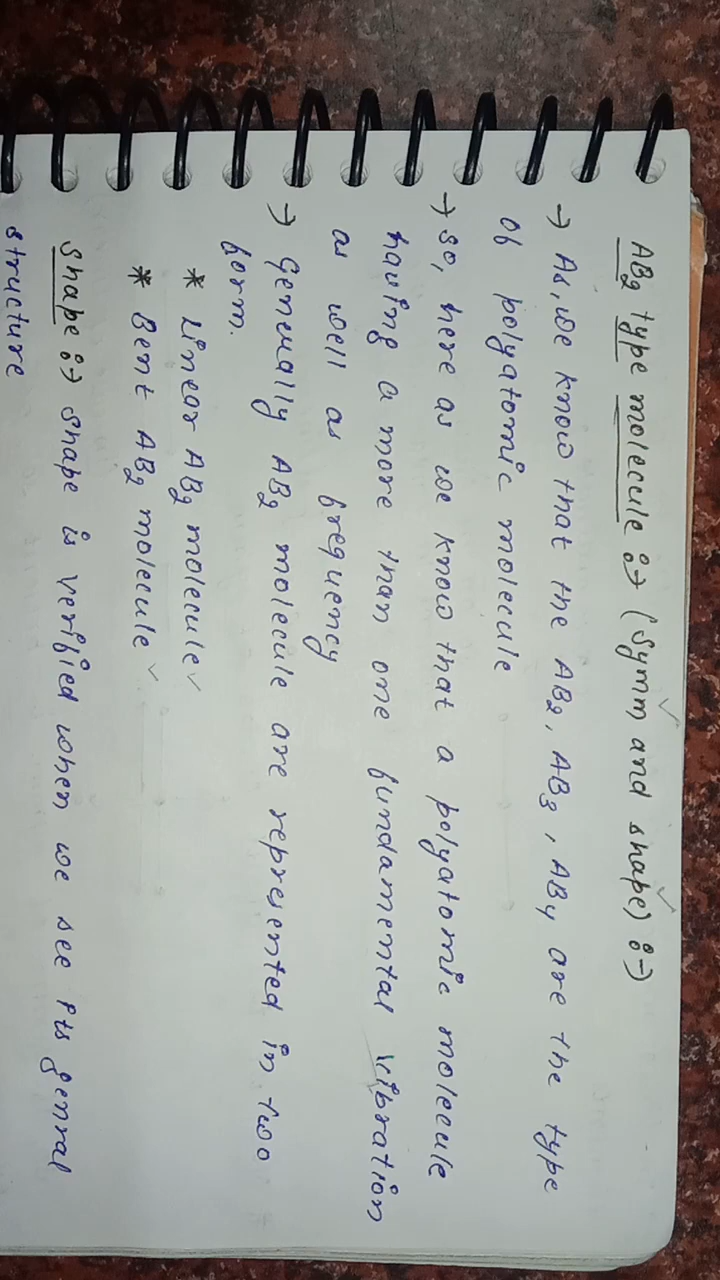 AB2 type molecule :→ (Symm and shape) :-)
→ As, we know that the AB2, AB3, AB4 are the type
of polyatomic molecule
→ so, here as we know that a polyatomic molecule
having a more than one fundamental vibration
as well as frequency
→ generally AB2 molecule are represented in two
form.
* Linear AB2 molecule ✓
* Bent AB2 molecule ✓
shape :→ shape is verified when we see Its genral
structure